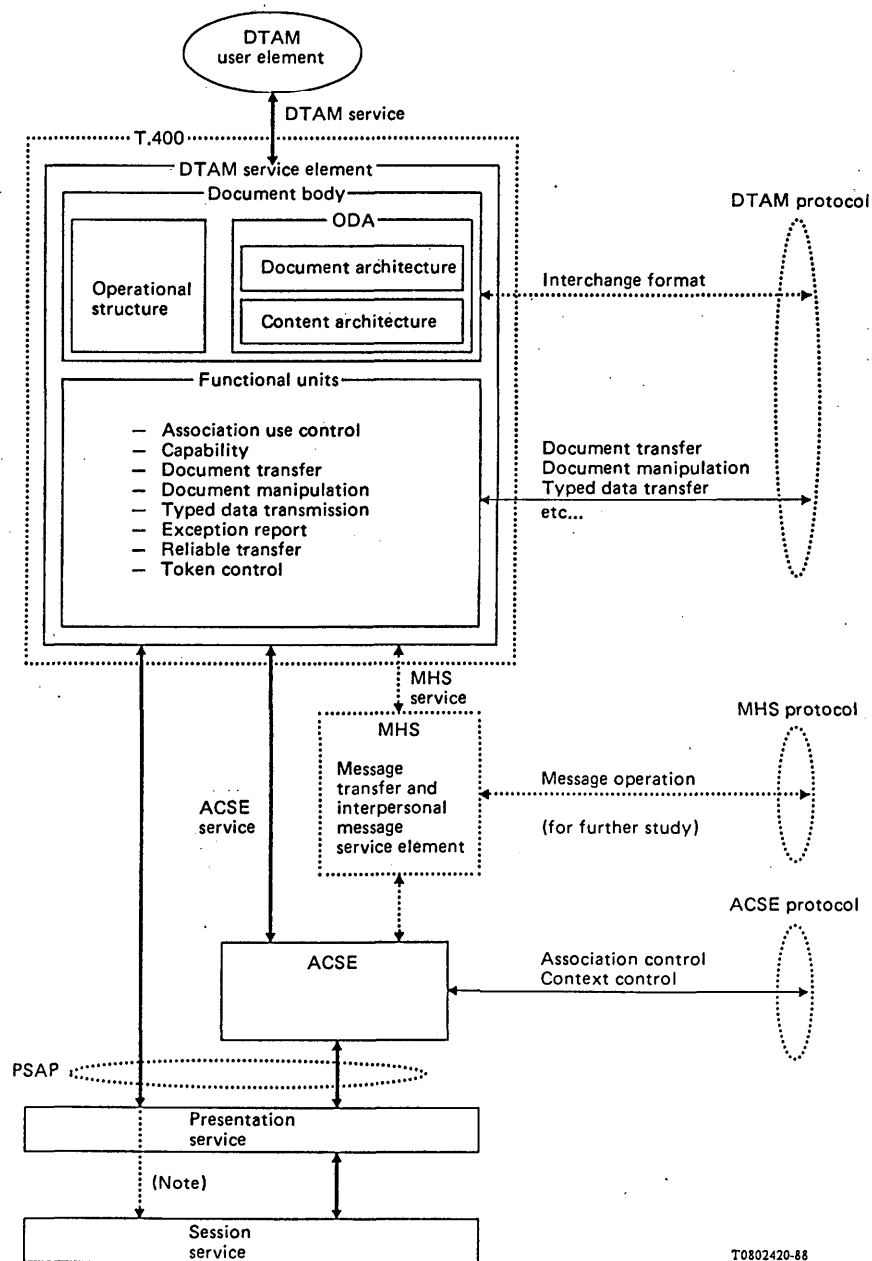 DTAM
user element
DTAM service
T.400
DTAM service element
Document body
ODA
Operational
structure
Document architecture
Content architecture
DTAM protocol
Interchange format
Functional units
— Association use control
— Capability
— Document transfer
— Document manipulation
— Typed data transmission
— Exception report
— Reliable transfer
— Token control
Document transfer
Document manipulation
Typed data transfer
etc...
MHS
service
MHS
Message
transfer and
interpersonal
message
service element
MHS protocol
Message operation
(for further study)
ACSE
service
ACSE
ACSE protocol
Association control
Context control
PSAP
Presentation
service
(Note)
Session
service
T0802420-88